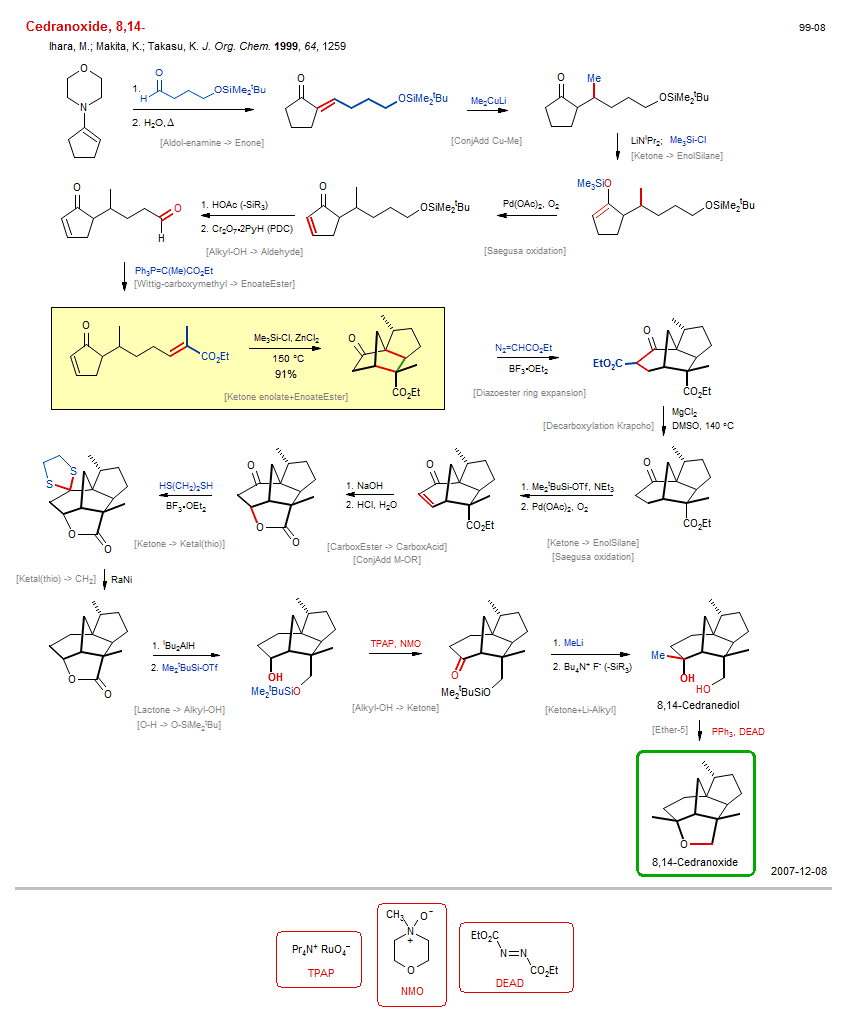 Cedranoxide, 8,14-
99-08
Ihara, M.; Makita, K.; Takasu, K. J. Org. Chem. 1999, 64, 1259
O
N
1.
O
H
OSiMe₂ᵗBu
2. H₂O, Δ
[Aldol-enamine -> Enone]
O
OSiMe₂ᵗBu
Me₂CuLi
[ConjAdd Cu-Me]
O
Me
OSiMe₂ᵗBu
LiNⁱPr₂; Me₃Si-Cl
[Ketone -> EnolSilane]
Me₃SiO
OSiMe₂ᵗBu
Pd(OAc)₂, O₂
[Saegusa oxidation]
O
OSiMe₂ᵗBu
1. HOAc (-SiR₃)
2. Cr₂O₇•2PyH (PDC)
[Alkyl-OH -> Aldehyde]
O
O
H
Ph₃P=C(Me)CO₂Et
[Wittig-carboxymethyl -> EnoateEster]
O
CO₂Et
Me₃Si-Cl, ZnCl₂
150 °C
91%
[Ketone enolate+EnoateEster]
O
CO₂Et
N₂=CHCO₂Et
BF₃•OEt₂
[Diazoester ring expansion]
O
EtO₂C
CO₂Et
[Decarboxylation Krapcho]
MgCl₂
DMSO, 140 °C
O
CO₂Et
1. Me₂ᵗBuSi-OTf, NEt₃
2. Pd(OAc)₂, O₂
[Ketone -> EnolSilane]
[Saegusa oxidation]
O
CO₂Et
1. NaOH
2. HCl, H₂O
[CarboxEster -> CarboxAcid]
[ConjAdd M-OR]
O
O
O
HS(CH₂)₂SH
BF₃•OEt₂
[Ketone -> Ketal(thio)]
S
S
O
O
[Ketal(thio) -> CH₂]
RaNi
O
O
1. ⁱBu₂AlH
2. Me₂ᵗBuSi-OTf
[Lactone -> Alkyl-OH]
[O-H -> O-SiMe₂ᵗBu]
OH
Me₂ᵗBuSiO
TPAP, NMO
[Alkyl-OH -> Ketone]
O
Me₂ᵗBuSiO
1. MeLi
2. Bu₄N⁺ F⁻ (-SiR₃)
[Ketone+Li-Alkyl]
Me
OH
HO
8,14-Cedranediol
[Ether-5]
PPh₃, DEAD
O
8,14-Cedranoxide
2007-12-08
Pr₄N⁺ RuO₄⁻
TPAP
CH₃
O⁻
N
+
O
NMO
EtO₂C
N=N
CO₂Et
DEAD